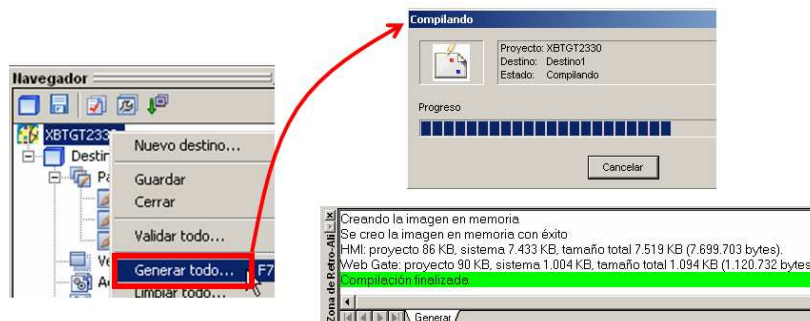 Navegador
XBTGT233
Destin
Pa
Ve
Ac
Nuevo destino...
Guardar
Cerrar
Validar todo...
Generar todo... F7
Limpiar todo...
Compilando
Proyecto: XBTGT2330
Destino: Destino1
Estado: Compilando
Progreso
Cancelar
Zona de Retro-Ali
Creando la imagen en memoria
Se creo la imagen en memoria con éxito
HMI: proyecto 86 KB, sistema 7.433 KB, tamaño total 7.519 KB (7.699.703 bytes).
Web Gate: proyecto 90 KB, sistema 1.004 KB, tamaño total 1.094 KB (1.120.732 bytes
Compilación finalizada
Generar